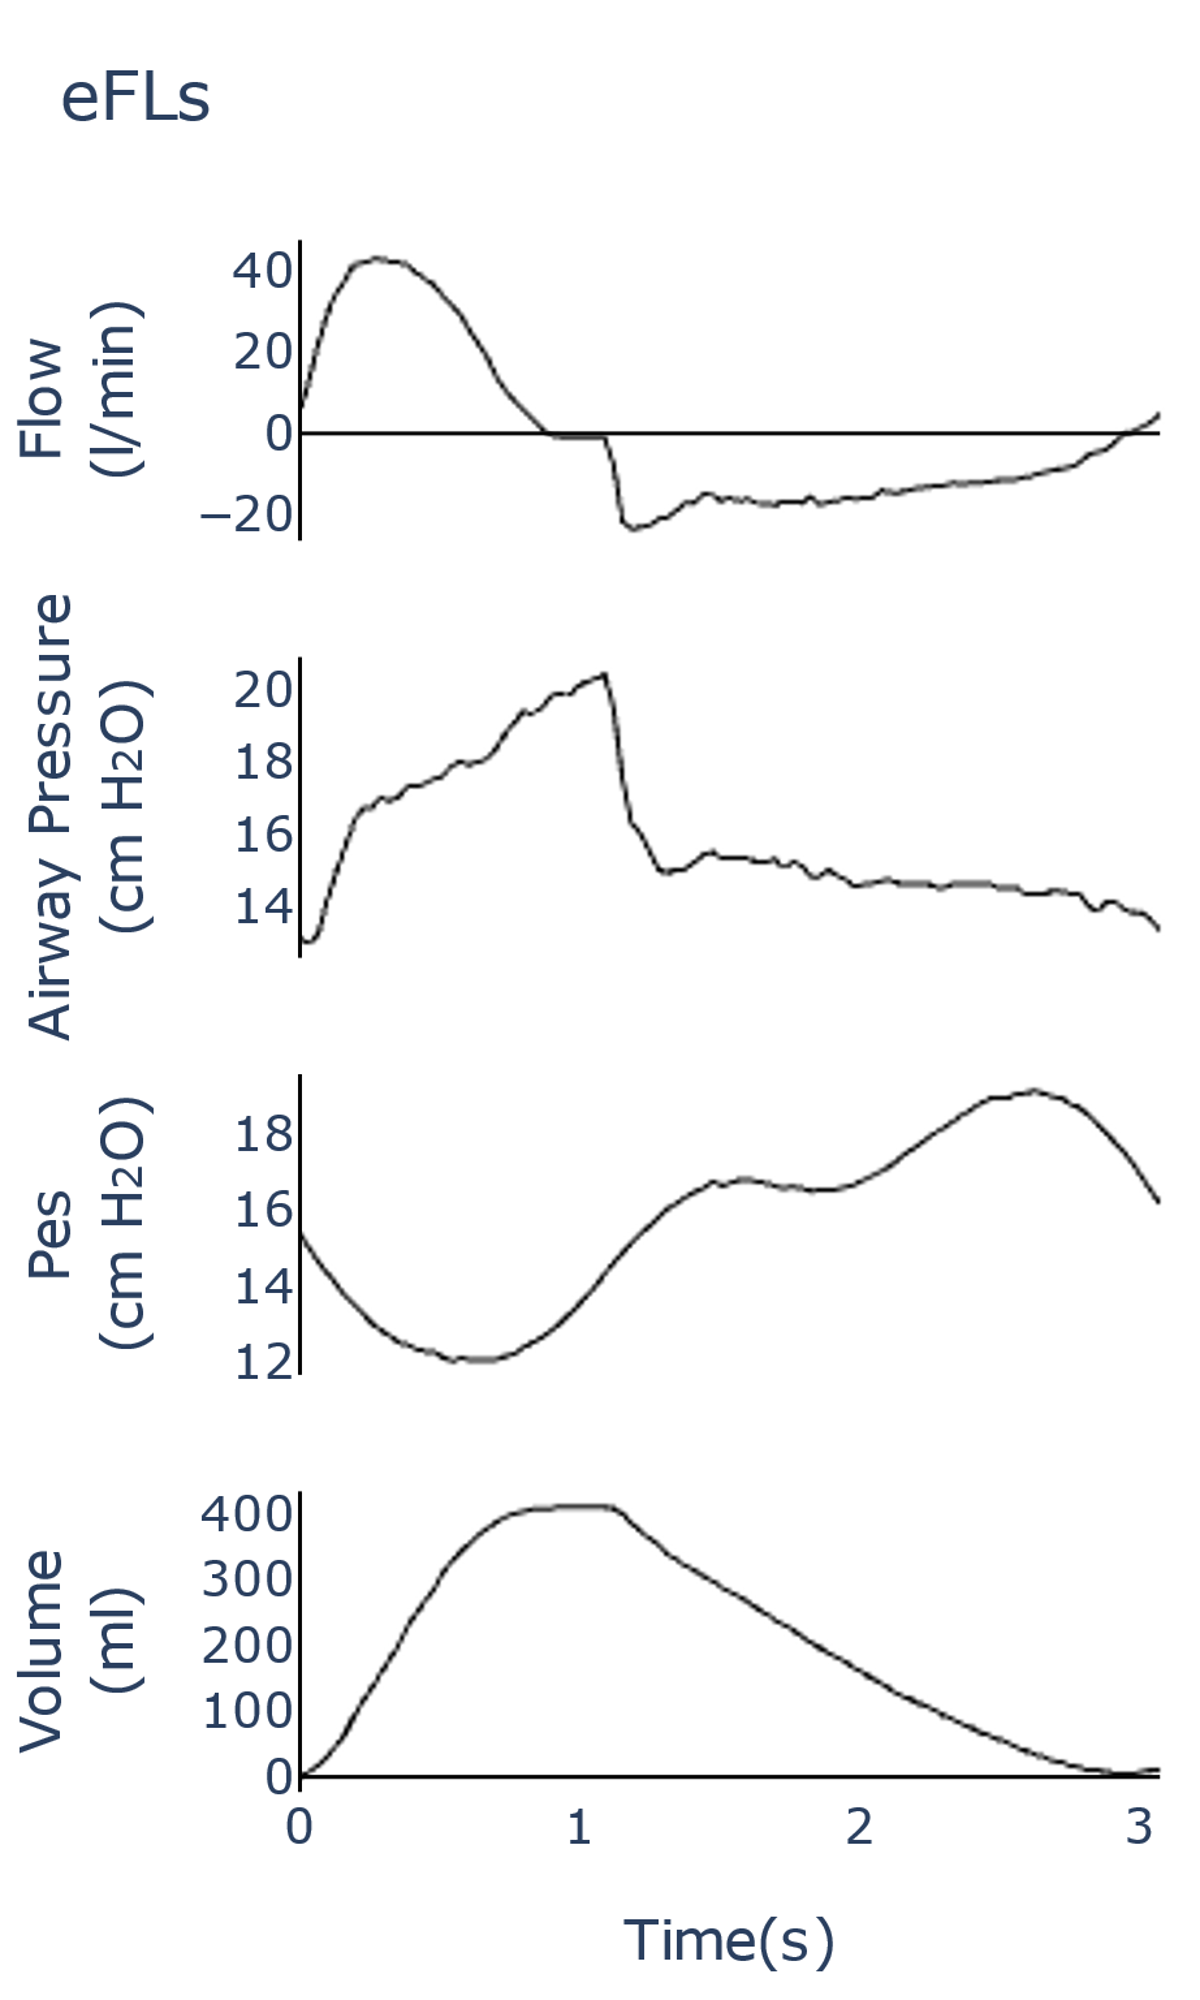 eFLs
Flow
(l/min)
40
20
0
−20
Airway Pressure
(cm H2O)
20
18
16
14
Pes
(cm H2O)
18
16
14
12
Volume
(ml)
400
300
200
100
0
0 1 2 3
Time(s)